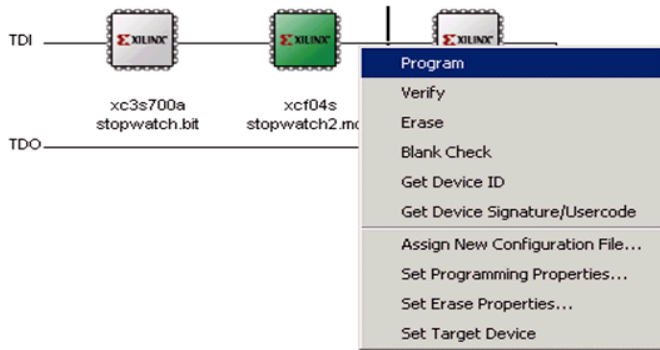 TDI
XILINX
XILINX
XILINX
xc3s700a
stopwatch.bit
xcf04s
TDO
Program
Verify
Erase
Blank Check
Get Device ID
Get Device Signature/Usercode
Assign New Configuration File...
Set Programming Properties...
Set Erase Properties...
Set Target Device